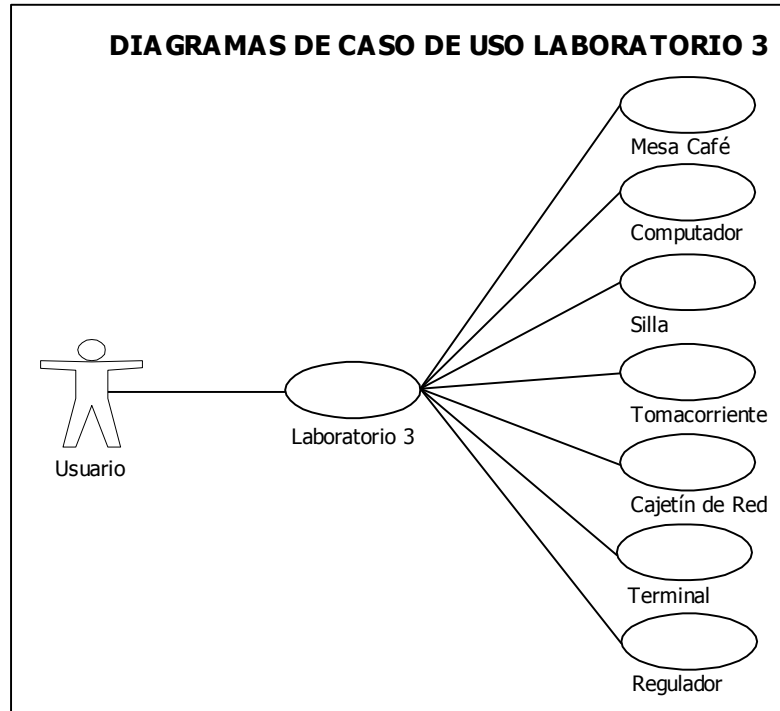 DIAGRAMAS DE CASO DE USO LABORATORIO 3
Mesa Café
Computador
Silla
Tomacorriente
Usuario
Laboratorio 3
Cajetín de Red
Terminal
Regulador